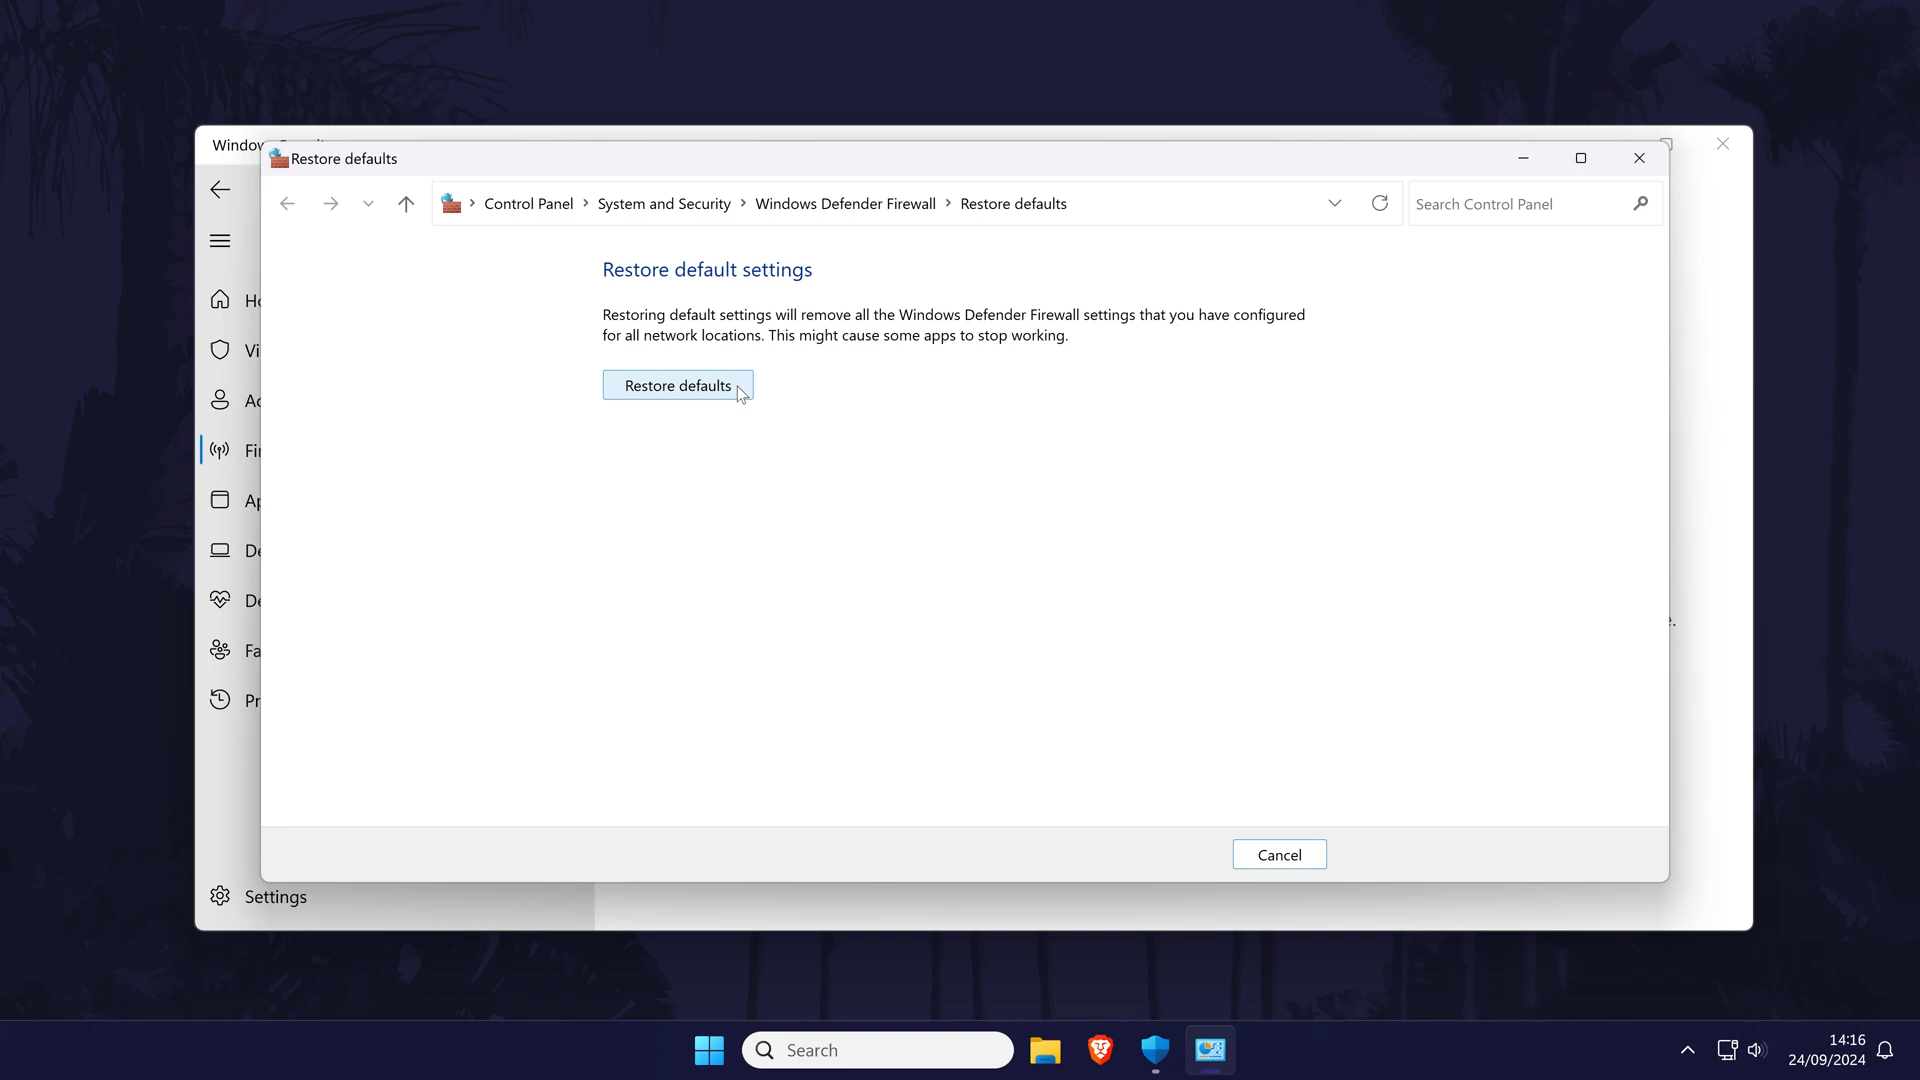 Restore defaults
Control Panel > System and Security > Windows Defender Firewall > Restore defaults
Search Control Panel
Restore default settings
Restoring default settings will remove all the Windows Defender Firewall settings that you have configured
for all network locations. This might cause some apps to stop working.
Restore defaults
Cancel
Settings
Search
14:16
24/09/2024